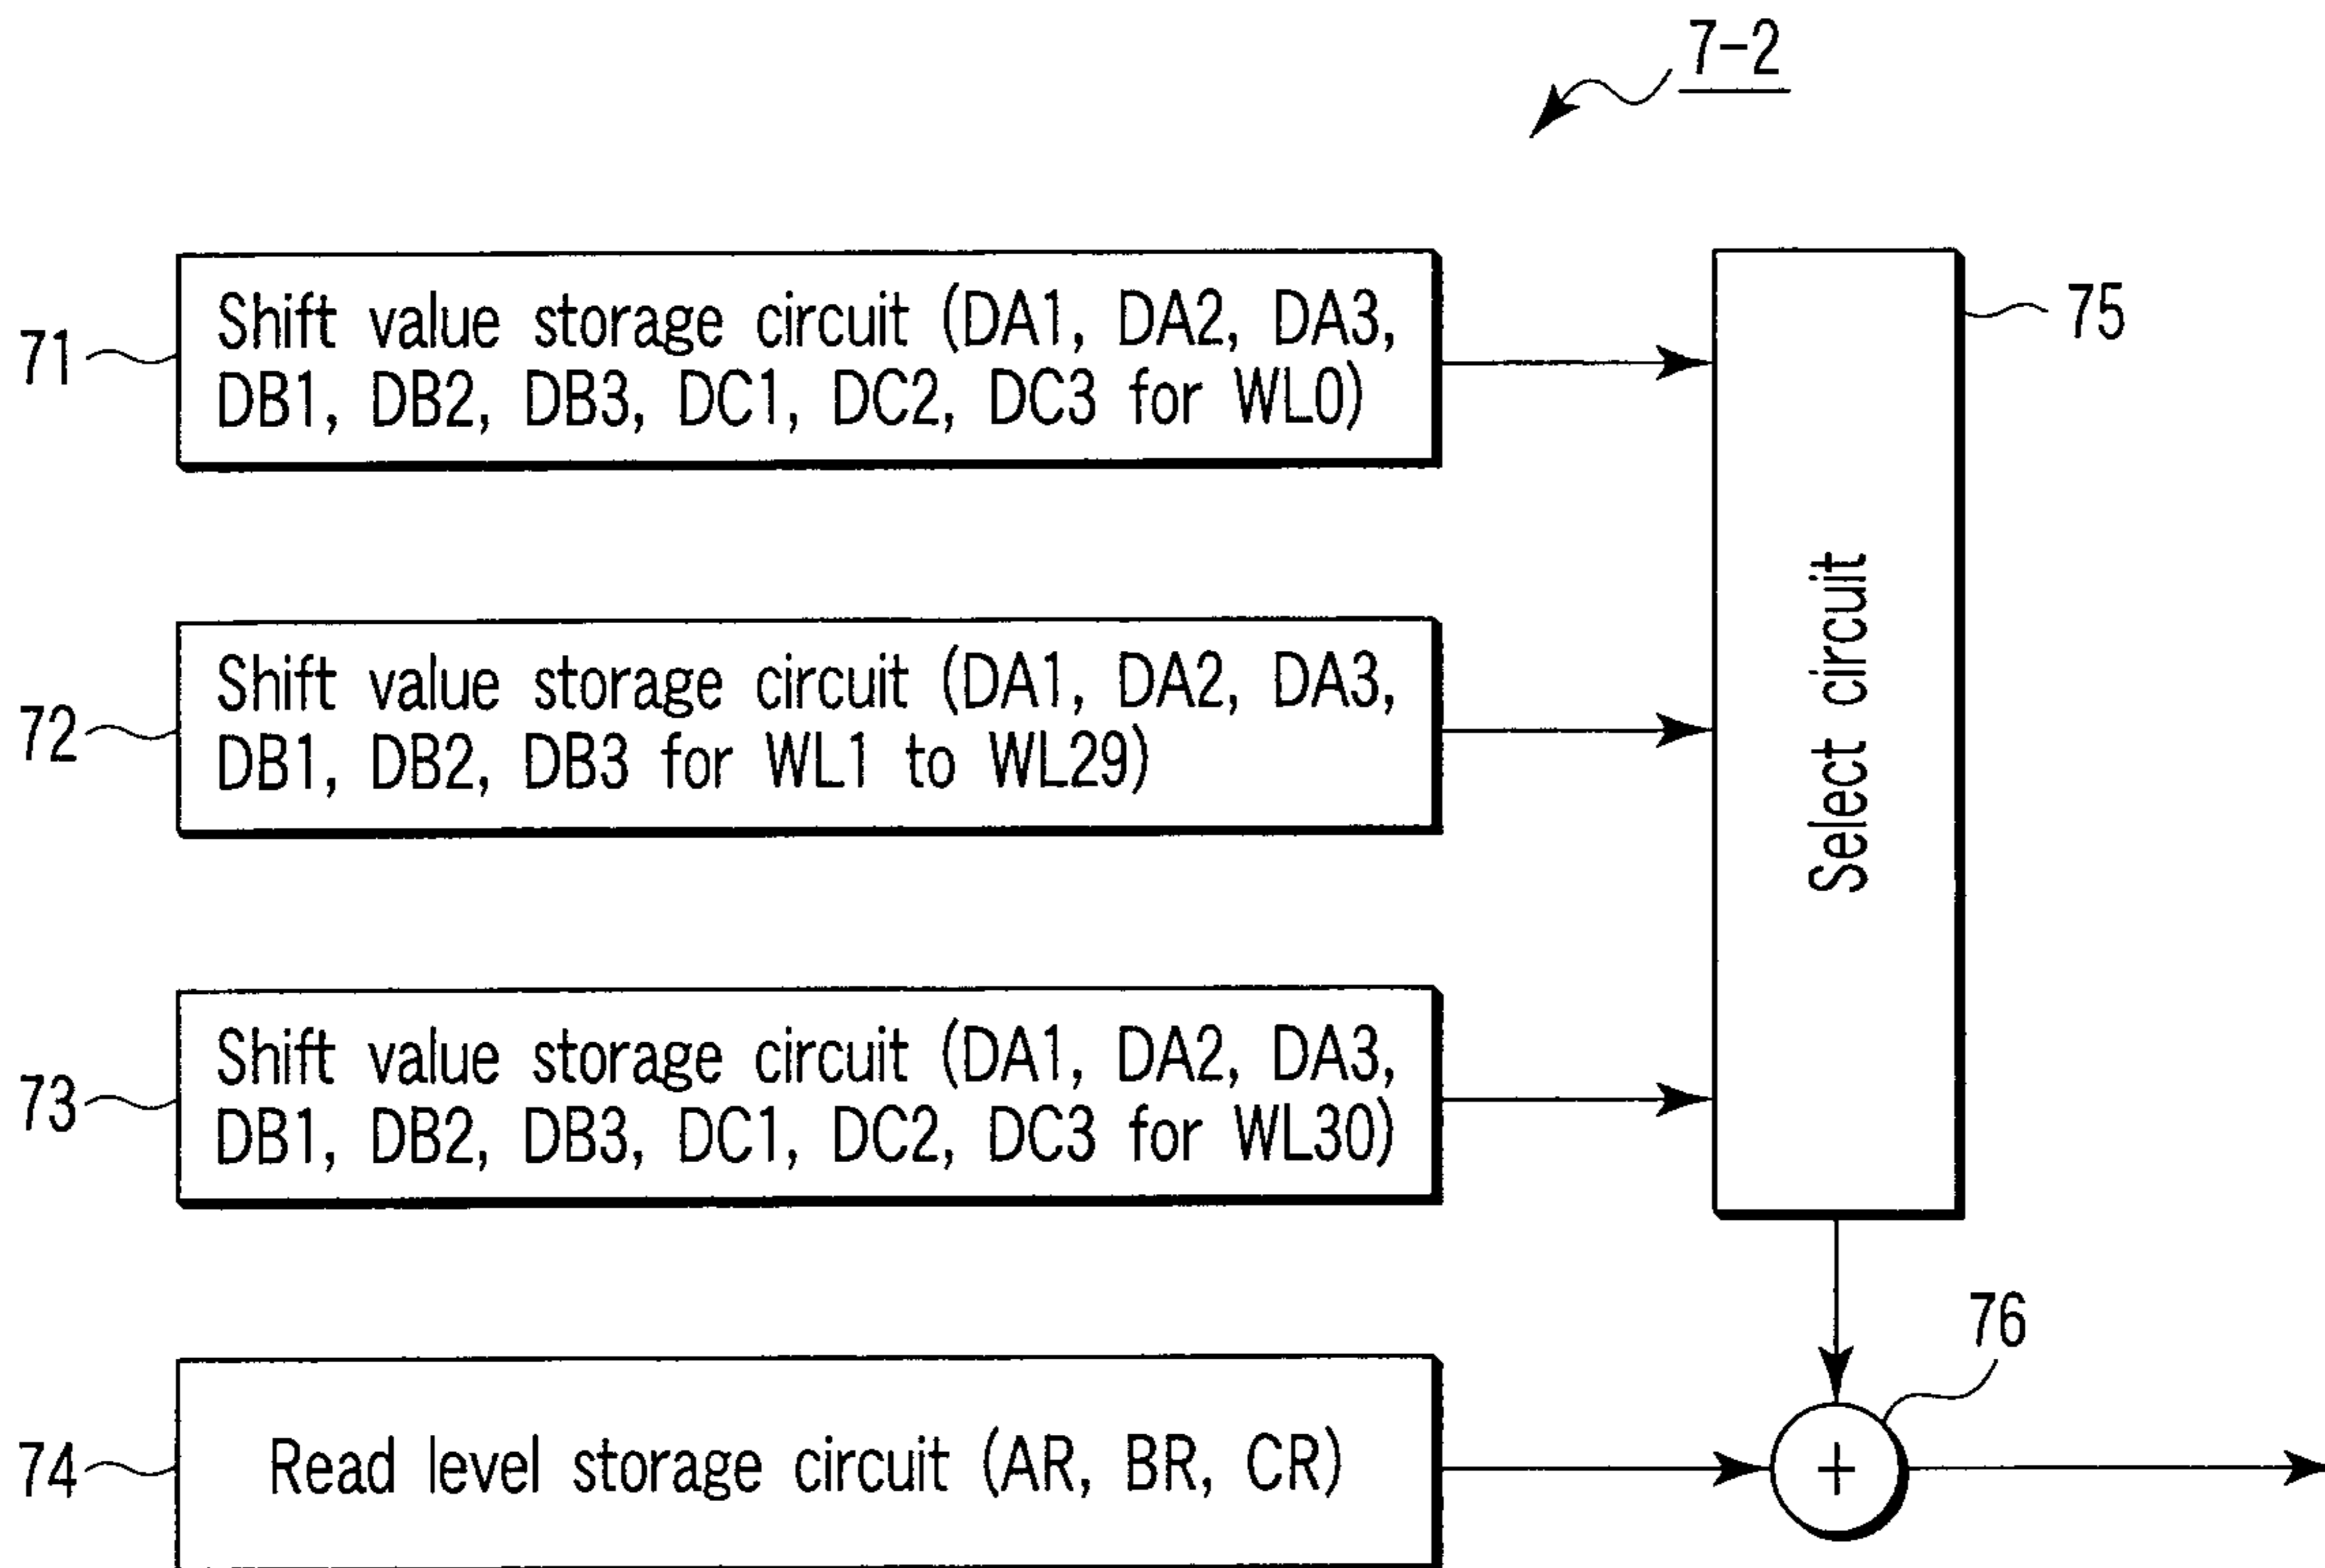 7-2
71
Shift value storage circuit (DA1, DA2, DA3,
DB1, DB2, DB3, DC1, DC2, DC3 for WL0)
75
Select circuit
72
Shift value storage circuit (DA1, DA2, DA3,
DB1, DB2, DB3 for WL1 to WL29)
73
Shift value storage circuit (DA1, DA2, DA3,
DB1, DB2, DB3, DC1, DC2, DC3 for WL30)
76
74
Read level storage circuit (AR, BR, CR)
+